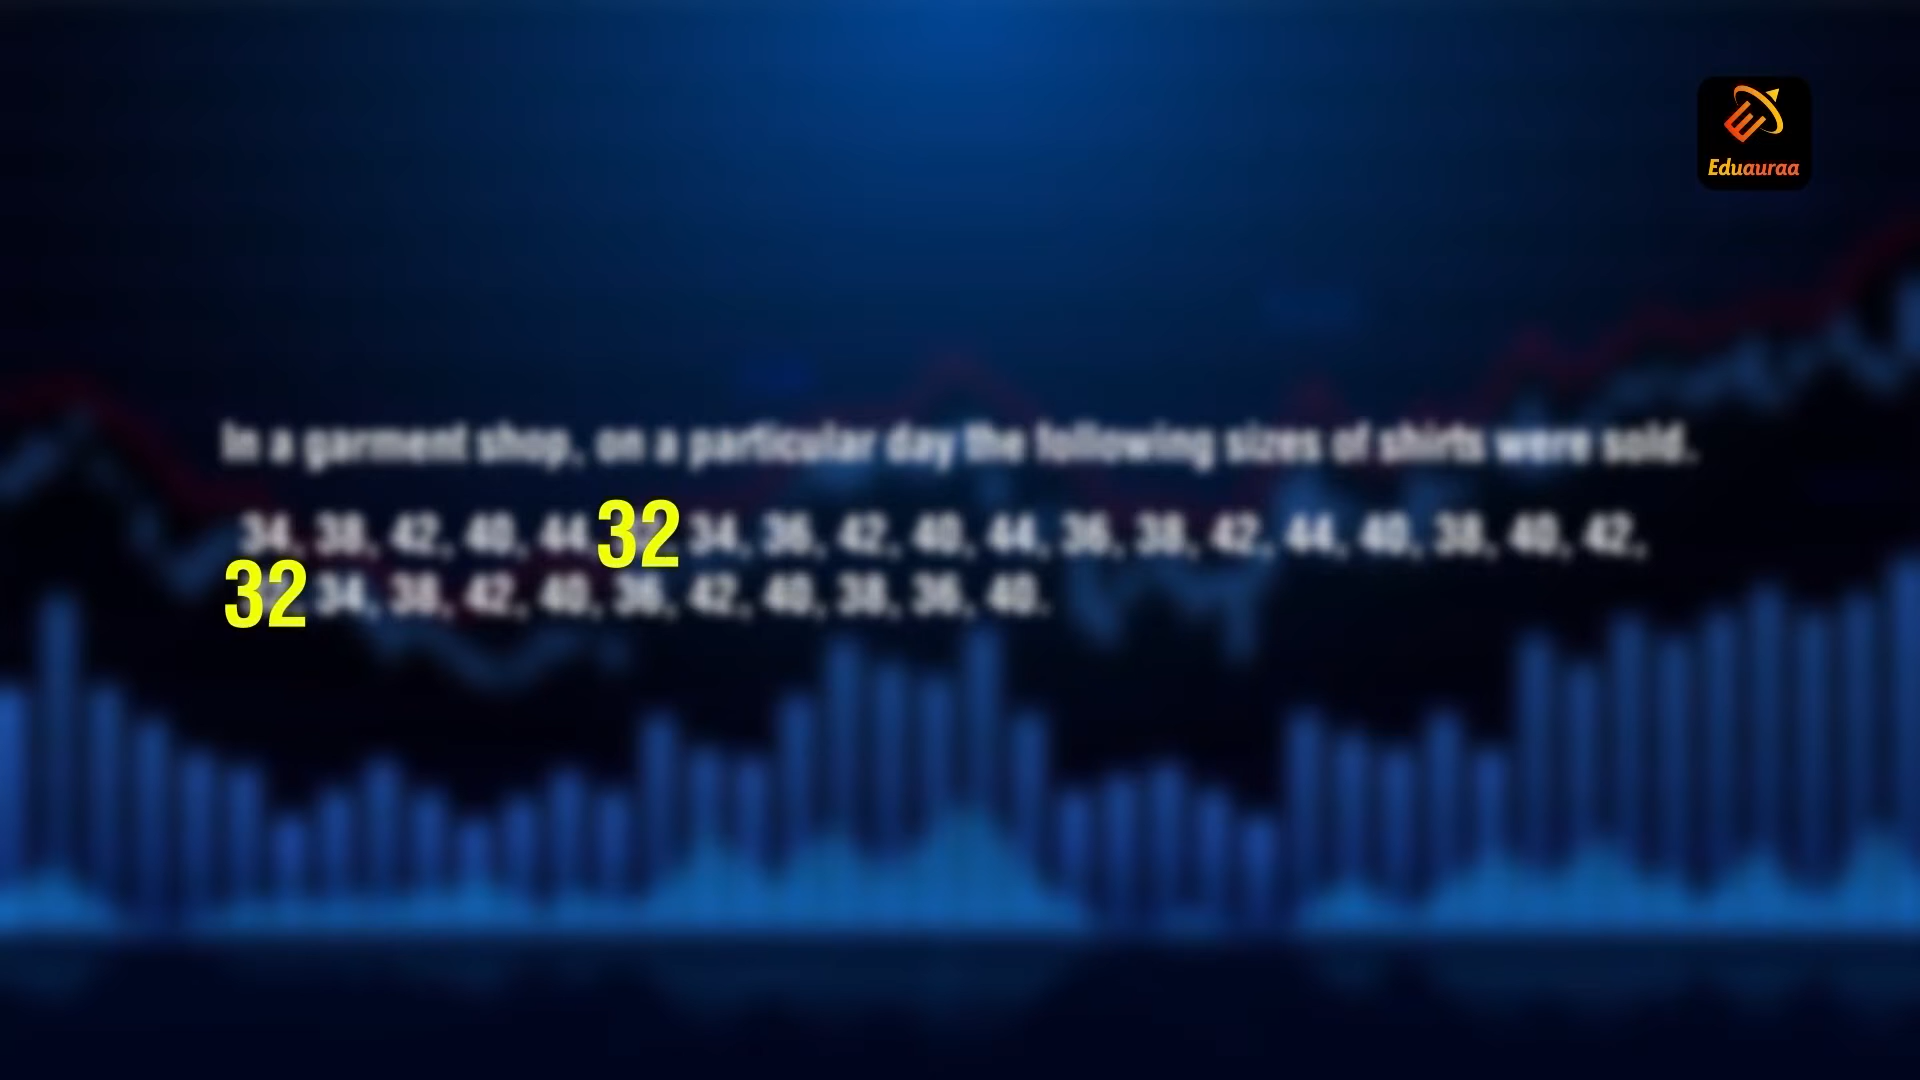 Eduauraa
In a garment shop, on a particular day the following sizes of shirts were sold.
34, 38, 42, 40, 44 32 34, 36, 42, 40, 44, 36, 38, 42, 44, 40, 38, 40, 42,
32 34, 38, 42, 40, 36, 42, 40, 38, 36, 40.